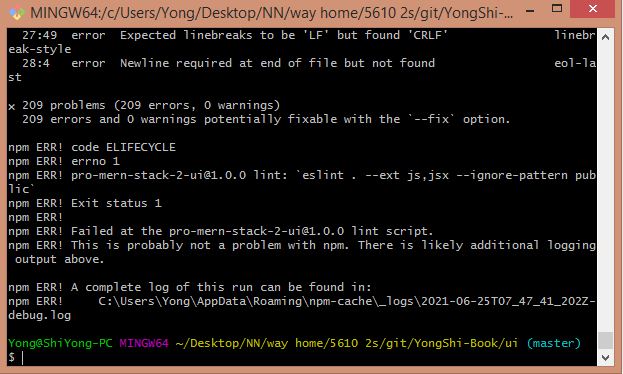 MINGW64:/c/Users/Yong/Desktop/NN/way home/5610 2s/git/YongShi-...
27:49  error  Expected linebreaks to be 'LF' but found 'CRLF'                linebr
eak-style
28:4   error  Newline required at end of file but not found                  eol-la
st
x 209 problems (209 errors, 0 warnings)
209 errors and 0 warnings potentially fixable with the `--fix` option.
npm ERR! code ELIFECYCLE
npm ERR! errno 1
npm ERR! pro-mern-stack-2-ui@1.0.0 lint: `eslint . --ext js,jsx --ignore-pattern pub
lic`
npm ERR! Exit status 1
npm ERR!
npm ERR! Failed at the pro-mern-stack-2-ui@1.0.0 lint script.
npm ERR! This is probably not a problem with npm. There is likely additional logging
output above.
npm ERR! A complete log of this run can be found in:
npm ERR!     C:\Users\Yong\AppData\Roaming\npm-cache\_logs\2021-06-25T07_47_41_202Z-
debug.log
Yong@ShiYong-PC MINGW64 ~/Desktop/NN/way home/5610 2s/git/YongShi-Book/ui (master)
$